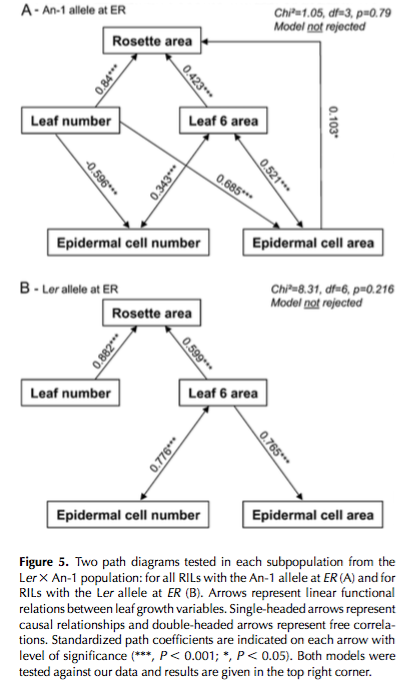 A - An-1 allele at ER
Chi²=1.05, df=3, p=0.79
Model not rejected
Rosette area
0.84***
0.423***
Leaf number
Leaf 6 area
0.103*
-0.596***
0.343***
0.685***
0.521***
Epidermal cell number
Epidermal cell area
B - Ler allele at ER
Chi²=8.31, df=6, p=0.216
Model not rejected
Rosette area
0.882***
0.599***
Leaf number
Leaf 6 area
0.776***
0.765***
Epidermal cell number
Epidermal cell area
Figure 5. Two path diagrams tested in each subpopulation from the
Ler × An-1 population: for all RILs with the An-1 allele at ER (A) and for
RILs with the Ler allele at ER (B). Arrows represent linear functional
relations between leaf growth variables. Single-headed arrows represent
causal relationships and double-headed arrows represent free correla-
tions. Standardized path coefficients are indicated on each arrow with
level of significance (***, P < 0.001; *, P < 0.05). Both models were
tested against our data and results are given in the top right corner.